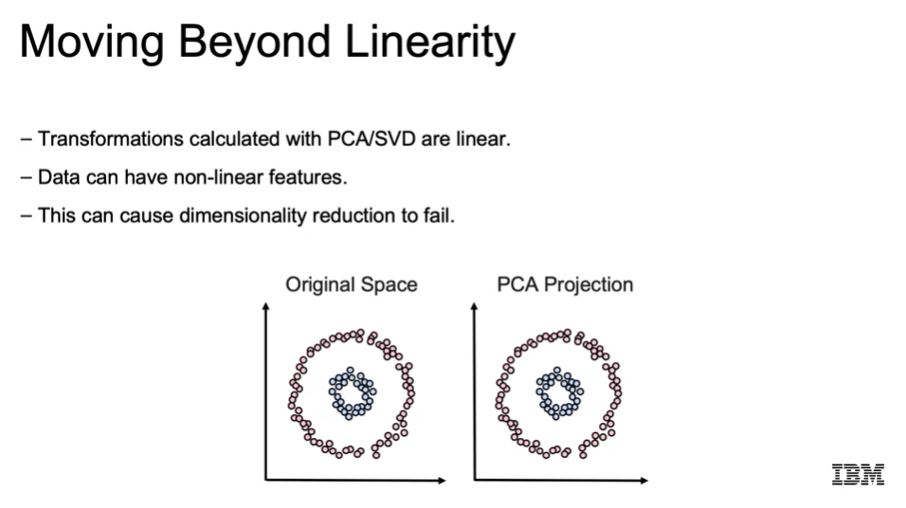 Moving Beyond Linearity
– Transformations calculated with PCA/SVD are linear.
– Data can have non-linear features.
– This can cause dimensionality reduction to fail.
Original Space
PCA Projection
IBM